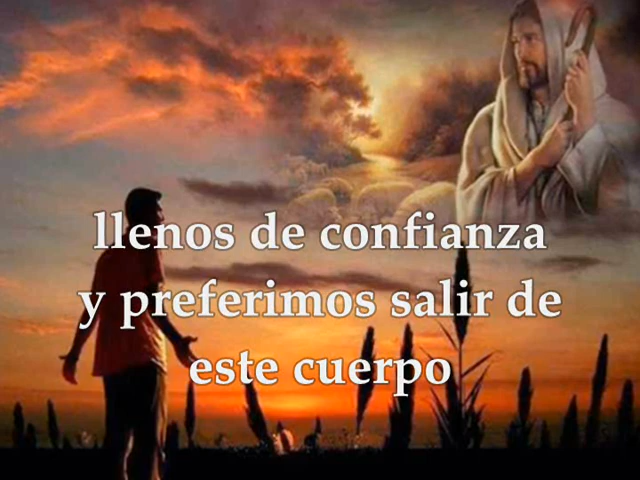 llenos de confianza
y preferimos salir de
este cuerpo